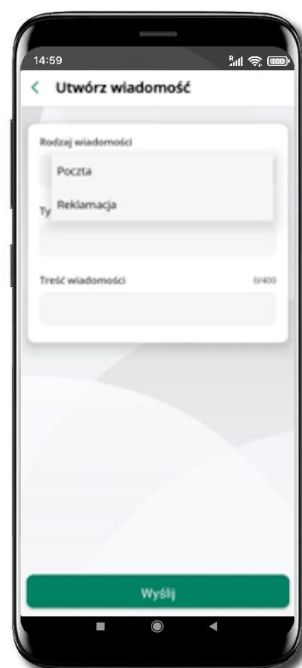 14:59
Utwórz wiadomość
Rodzaj wiadomości
Poczta
Ty
Reklamacja
Treść wiadomości 0/400
Wyślij